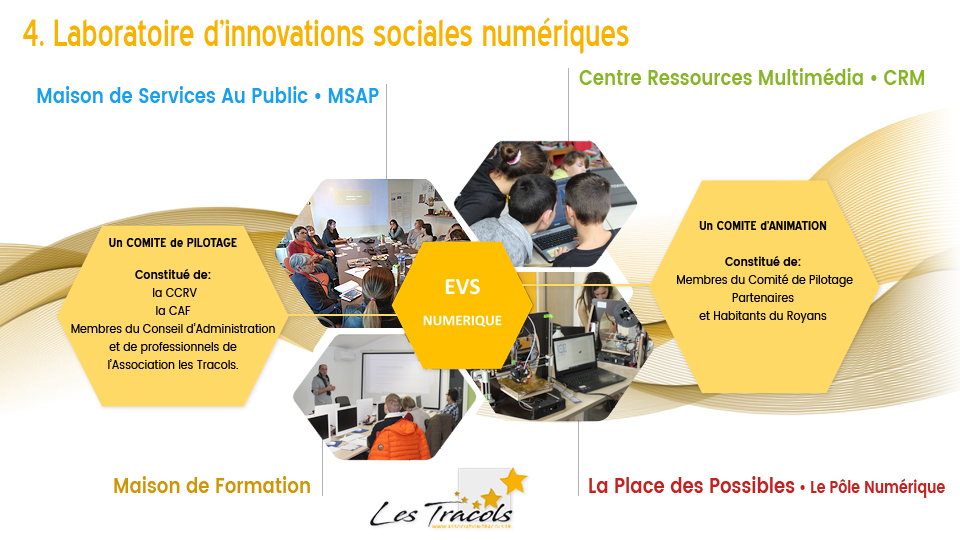 4. Laboratoire d'innovations sociales numériques
Maison de Services Au Public • MSAP
Centre Ressources Multimédia • CRM
Un COMITE de PILOTAGE
Constitué de:
la CCRV
la CAF
Membres du Conseil d'Administration
et de professionnels de
l'Association les Tracols.
EVS
NUMERIQUE
Un COMITE d'ANIMATION
Constitué de:
Membres du Comité de Pilotage
Partenaires
et Habitants du Royans
Maison de Formation
La Place des Possibles • Le Pôle Numérique
Les Tracols